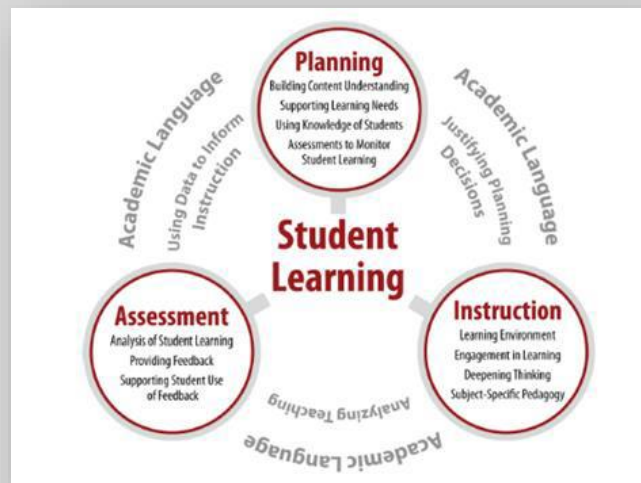 Planning
Building Content Understanding
Supporting Learning Needs
Using Knowledge of Students
Assessments to Monitor
Student Learning
Academic Language
Using Data to Inform
Instruction
Academic Language
Justifying Planning
Decisions
Student
Learning
Assessment
Analysis of Student Learning
Providing Feedback
Supporting Student Use
of Feedback
Instruction
Learning Environment
Engagement in Learning
Deepening Thinking
Subject-Specific Pedagogy
Analyzing Teaching
Academic Language